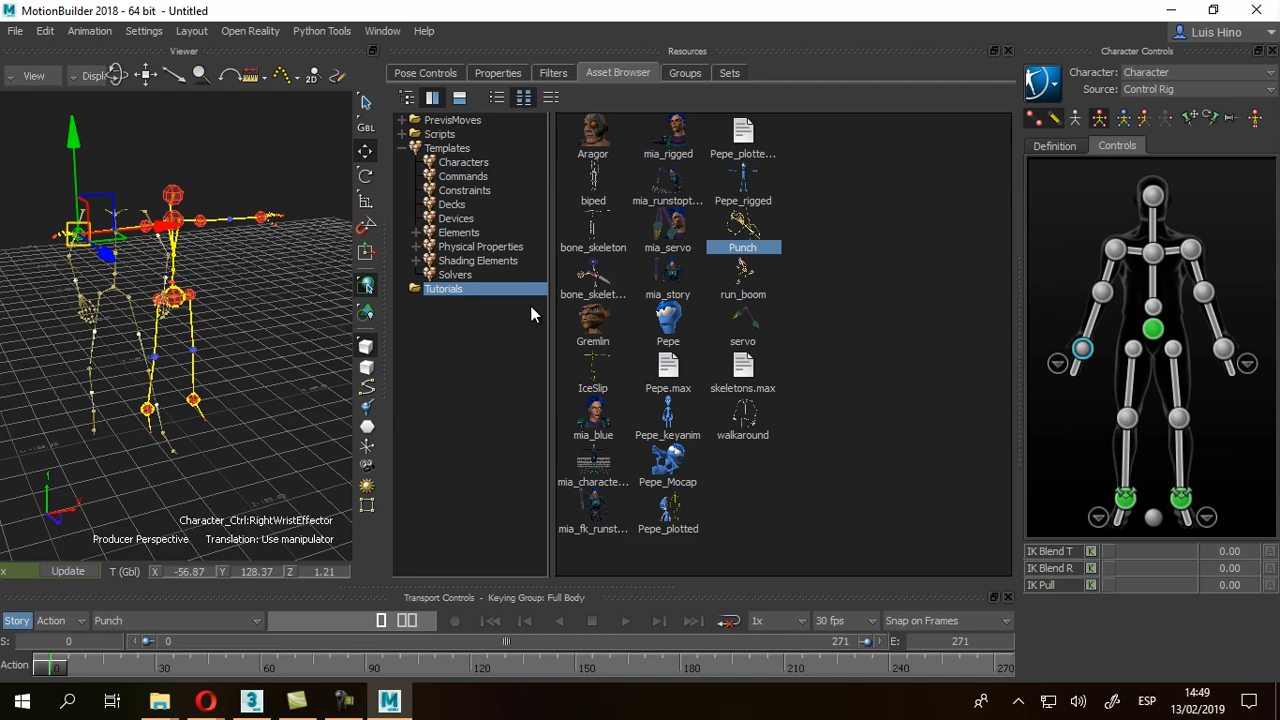 MotionBuilder 2018 - 64 bit - Untitled
File Edit Animation Settings Layout Open Reality Python Tools Window Help
Luis Hino
Viewer
Resources
Character Controls
View Displ 2D
Pose Controls Properties Filters Asset Browser Groups Sets
Character: Character
Source: Control Rig
Definition Controls
GBL
PrevisMoves
Scripts
Templates
Characters
Commands
Constraints
Decks
Devices
Elements
Physical Properties
Shading Elements
Solvers
Tutorials
Aragor mia_rigged Pepe_plotte...
biped mia_runstopt... Pepe_rigged
bone_skeleton mia_servo Punch
bone_skelet... mia_story run_boom
Gremlin Pepe servo
IceSlip Pepe.max skeletons.max
mia_blue Pepe_keyanim walkaround
mia_characte... Pepe_Mocap
mia_fk_runst... Pepe_plotted
Character_Ctrl:RightWristEffector
Producer Perspective Translation: Use manipulator
x Update T (Gbl) X -56.87 Y 128.37 Z 1.21
IK Blend T K 0.00 A
IK Blend R K 0.00 A
IK Pull K 0.00 A
Transport Controls - Keying Group: Full Body
Story Action Punch 1x 30 fps Snap on Frames
S: 0 0 271 E: 271
Action 0 30 60 90 120 150 180 210 240 270
ESP 14:49
13/02/2019